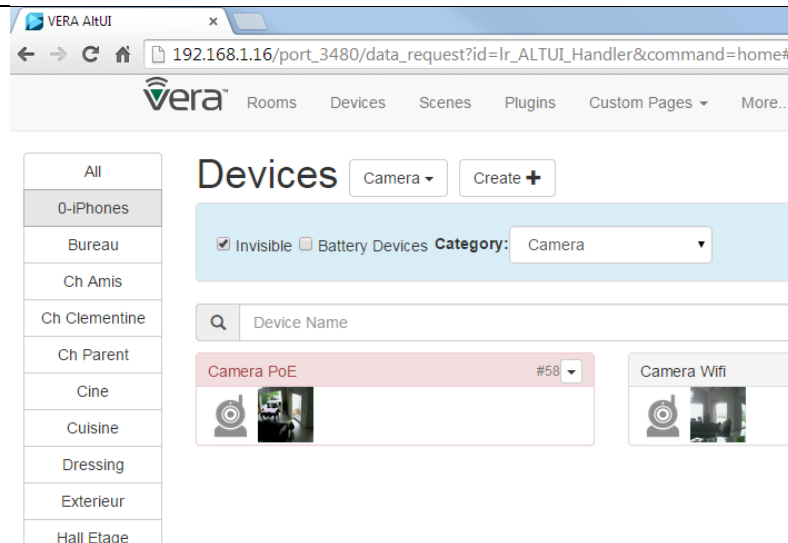 VERA AltUI
192.168.1.16/port_3480/data_request?id=lr_ALTUI_Handler&command=home#
Vera™ Rooms Devices Scenes Plugins Custom Pages More..
All
0-iPhones
Bureau
Ch Amis
Ch Clementine
Ch Parent
Cine
Cuisine
Dressing
Exterieur
Hall Etage
Devices Camera Create
Invisible Battery Devices Category: Camera
Device Name
Camera PoE #58
Camera Wifi